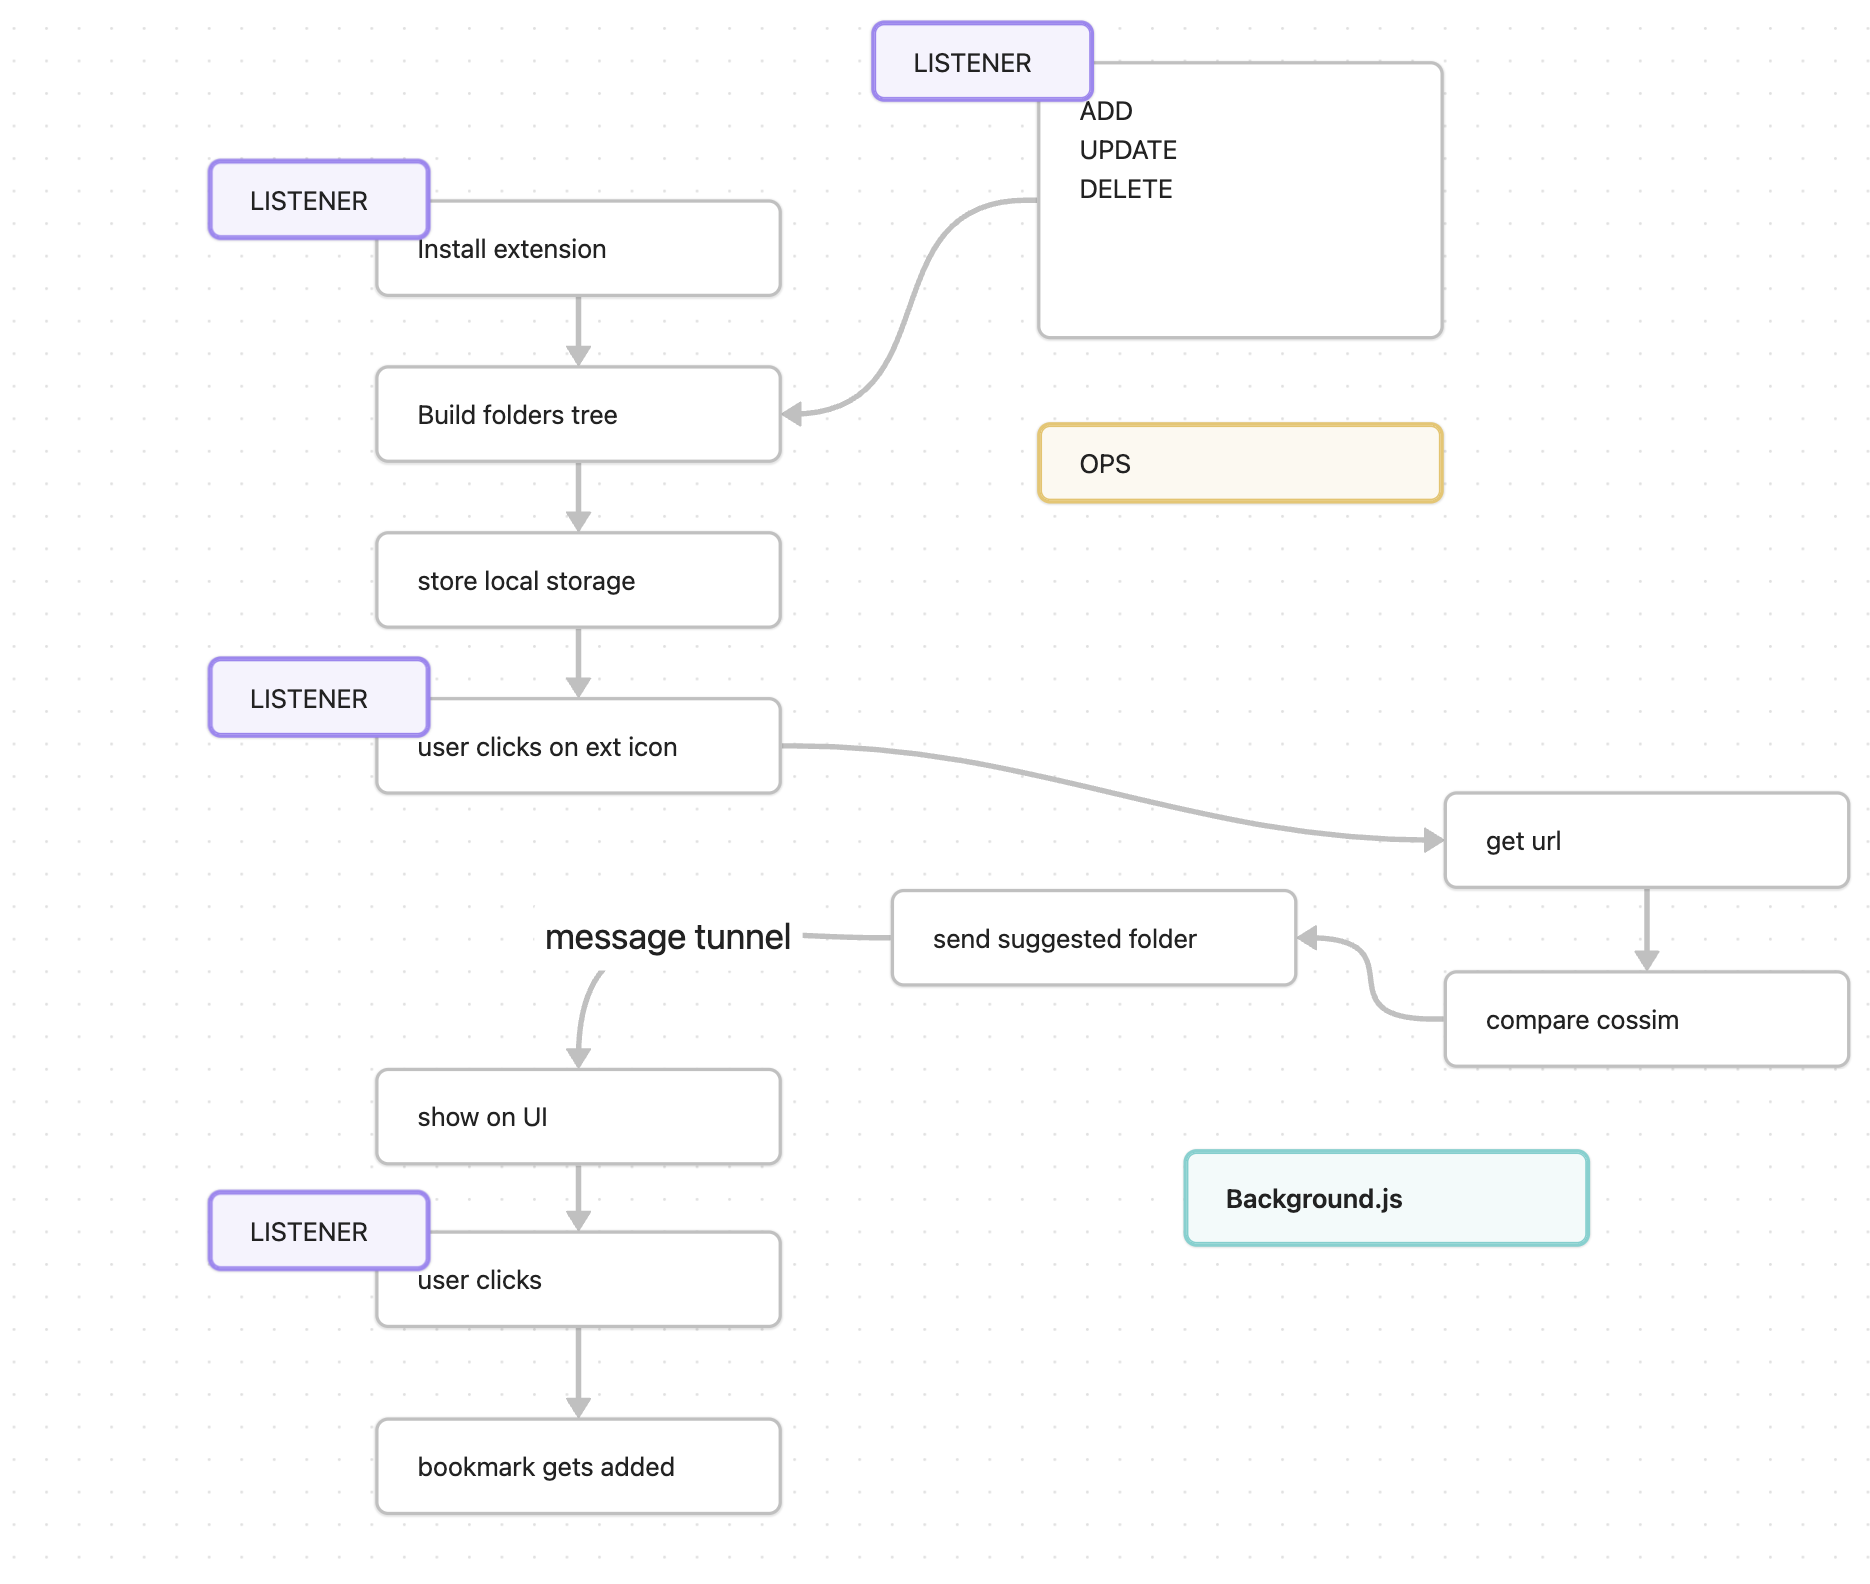 LISTENER
ADD
UPDATE
DELETE
LISTENER
Install extension
Build folders tree
OPS
store local storage
LISTENER
user clicks on ext icon
get url
send suggested folder
message tunnel
compare cossim
show on UI
Background.js
LISTENER
user clicks
bookmark gets added